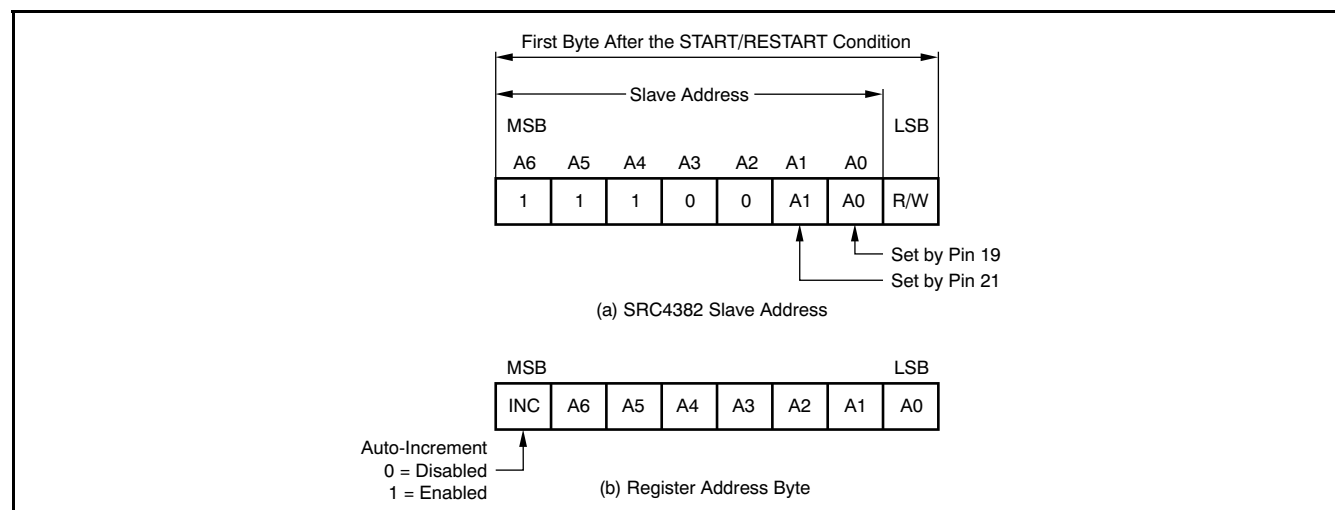 First Byte After the START/RESTART Condition
Slave Address
MSB LSB
A6 A5 A4 A3 A2 A1 A0
1 1 1 0 0 A1 A0 R/W
Set by Pin 19
Set by Pin 21
(a) SRC4382 Slave Address
MSB LSB
INC A6 A5 A4 A3 A2 A1 A0
Auto-Increment
0 = Disabled
1 = Enabled
(b) Register Address Byte